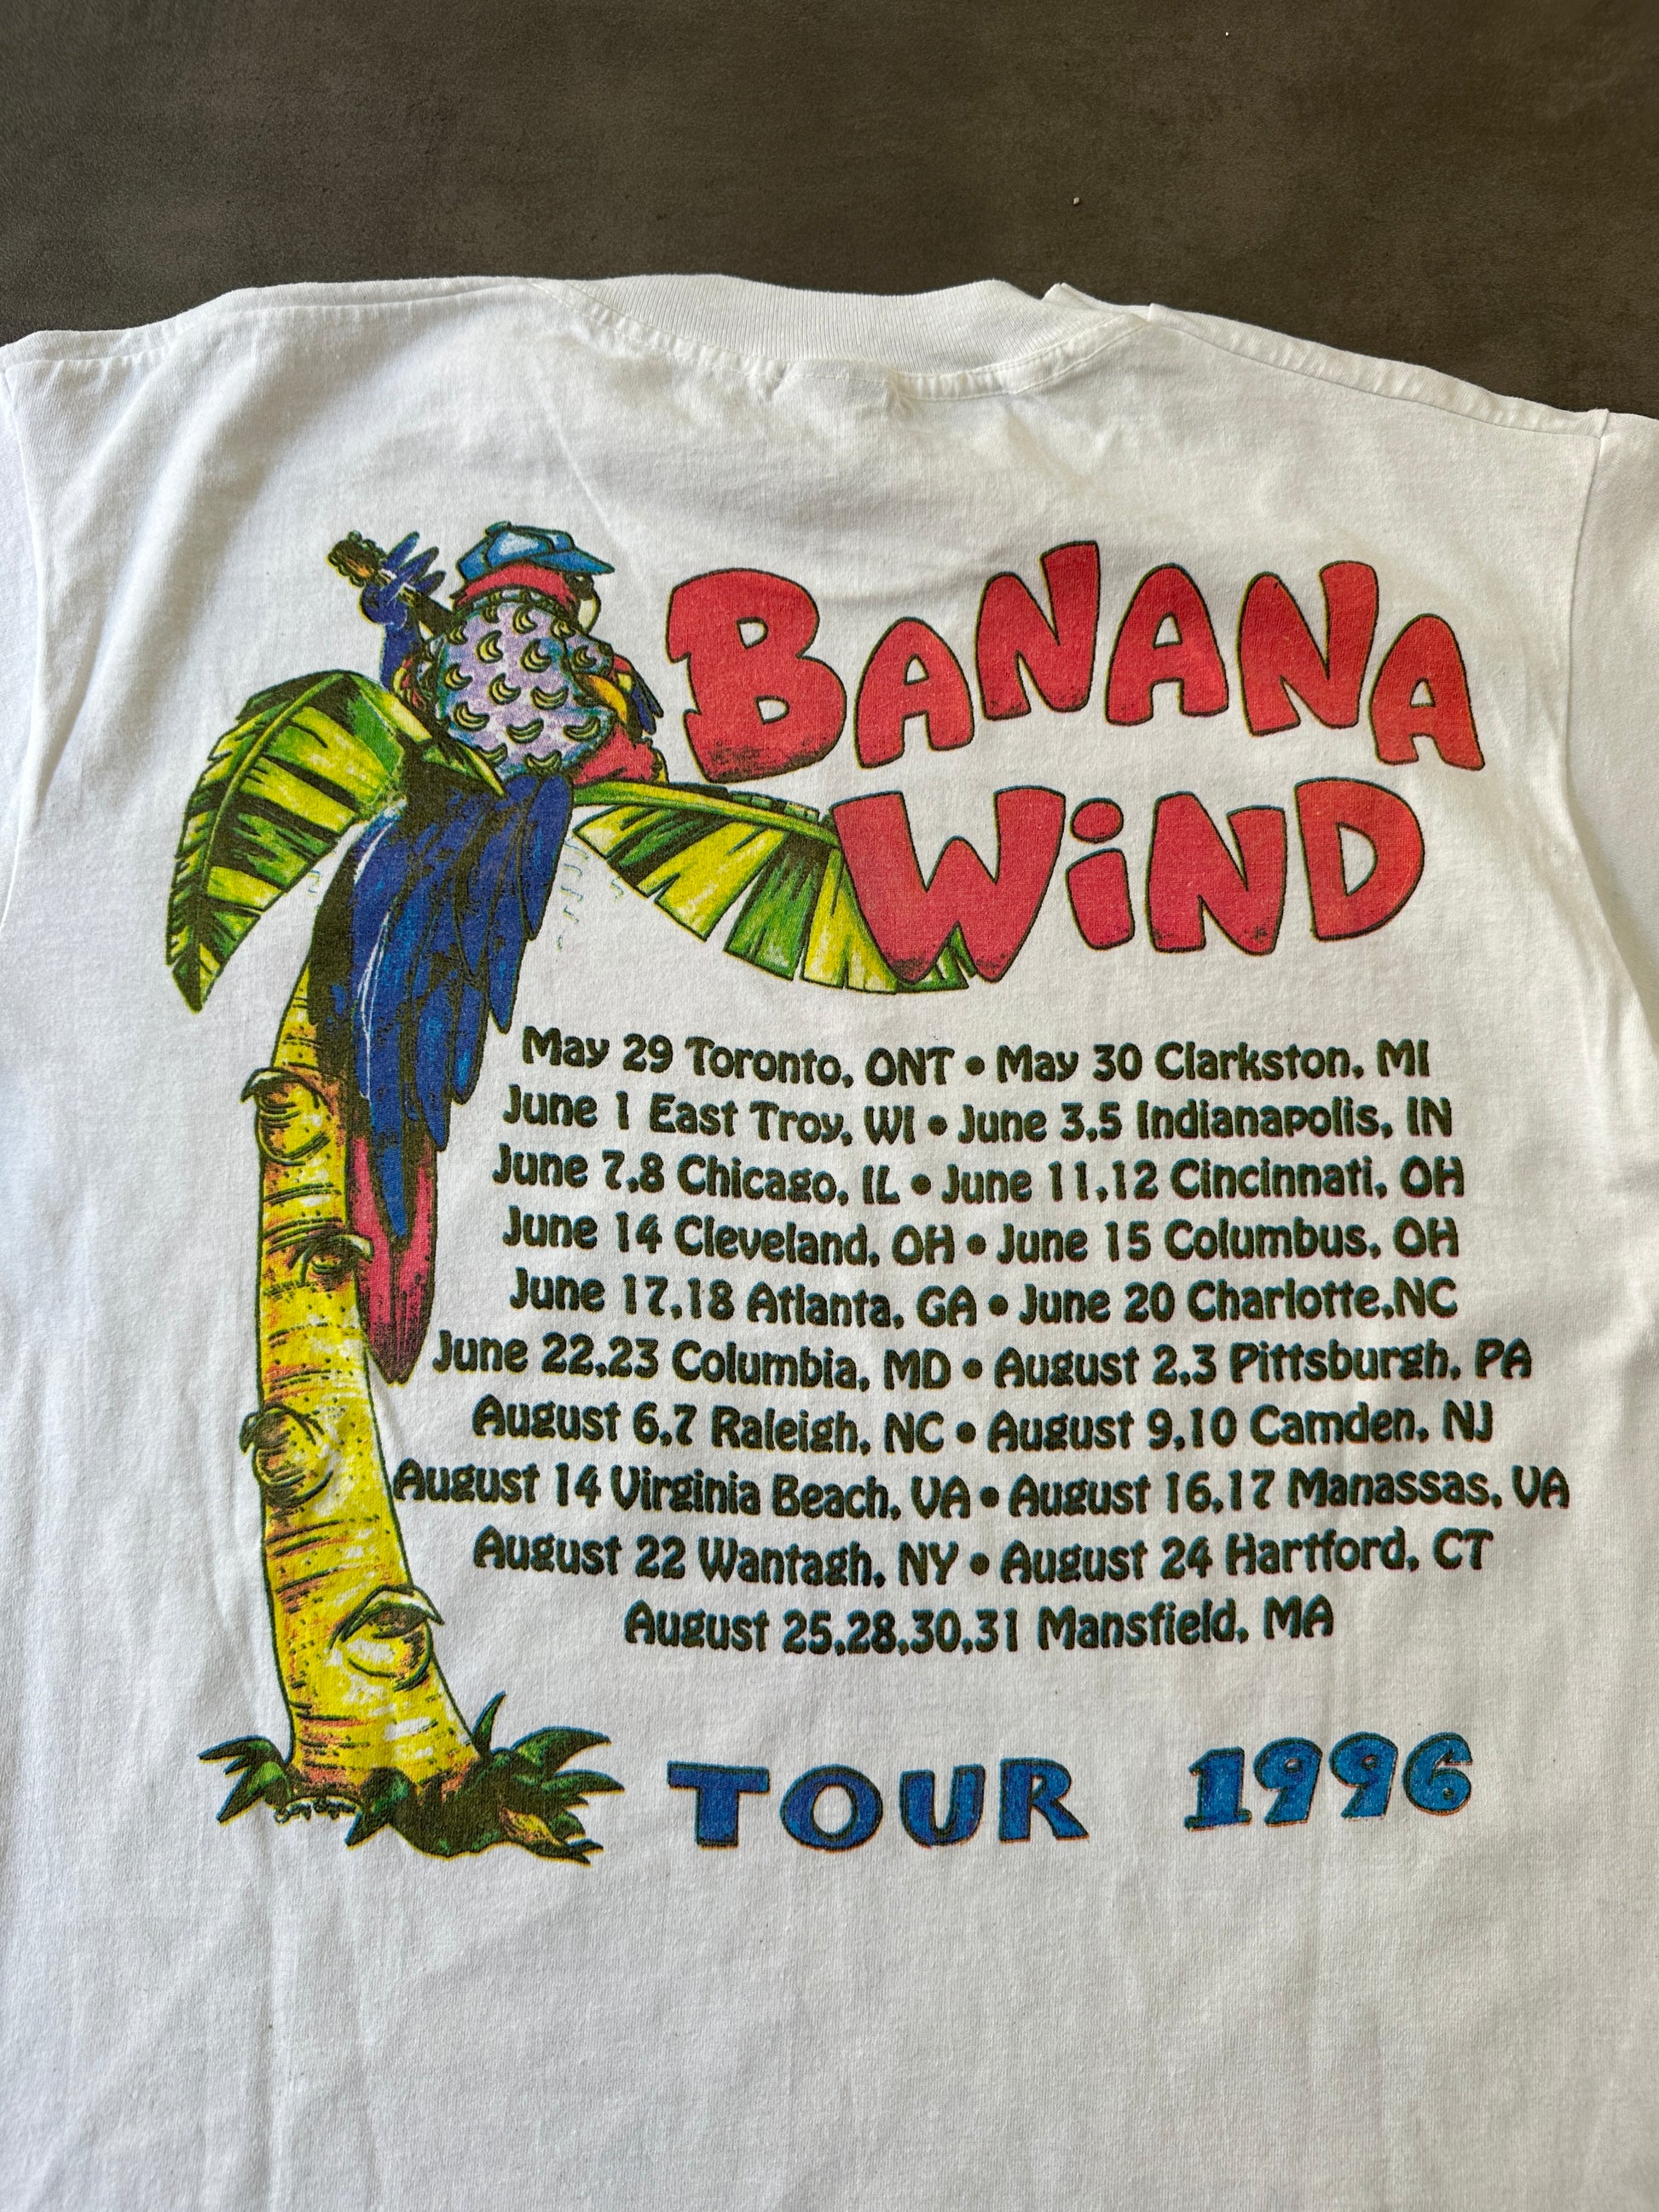 BANANA
WiND
May 29 Toronto, ONT • May 30 Clarkston, MI
June 1 East Troy, WI • June 3,5 Indianapolis, IN
June 7,8 Chicago, IL • June 11,12 Cincinnati, OH
June 14 Cleveland, OH • June 15 Columbus, OH
June 17,18 Atlanta, GA • June 20 Charlotte,NC
June 22,23 Columbia, MD • August 2,3 Pittsburgh, PA
August 6,7 Raleigh, NC • August 9,10 Camden, NJ
August 14 Virginia Beach, VA • August 16,17 Manassas, VA
August 22 Wantagh, NY • August 24 Hartford, CT
August 25,28,30,31 Mansfield, MA
TOUR 1996